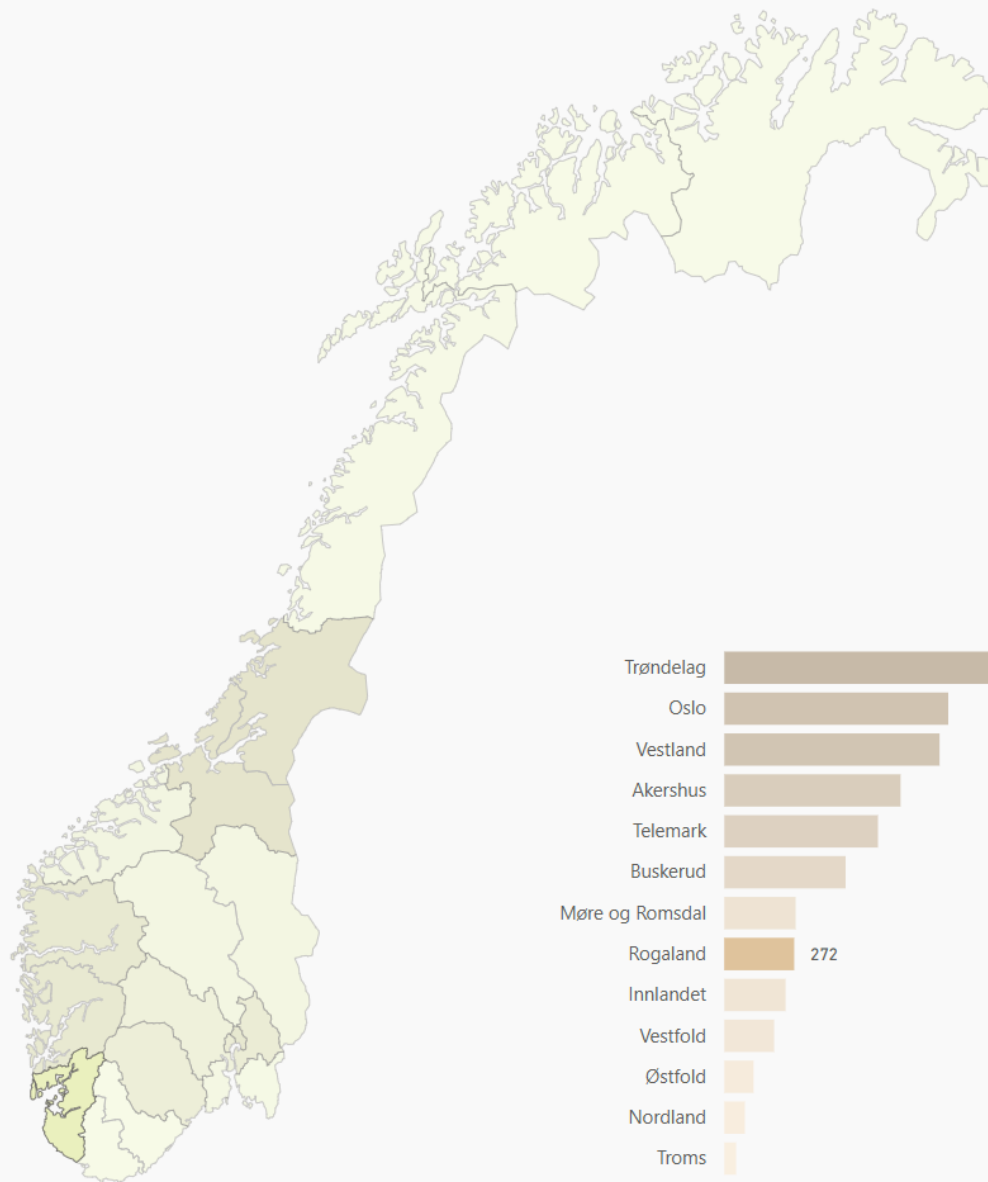 Trøndelag
Oslo
Vestland
Akershus
Telemark
Buskerud
Møre og Romsdal
Rogaland 272
Innlandet
Vestfold
Østfold
Nordland
Troms